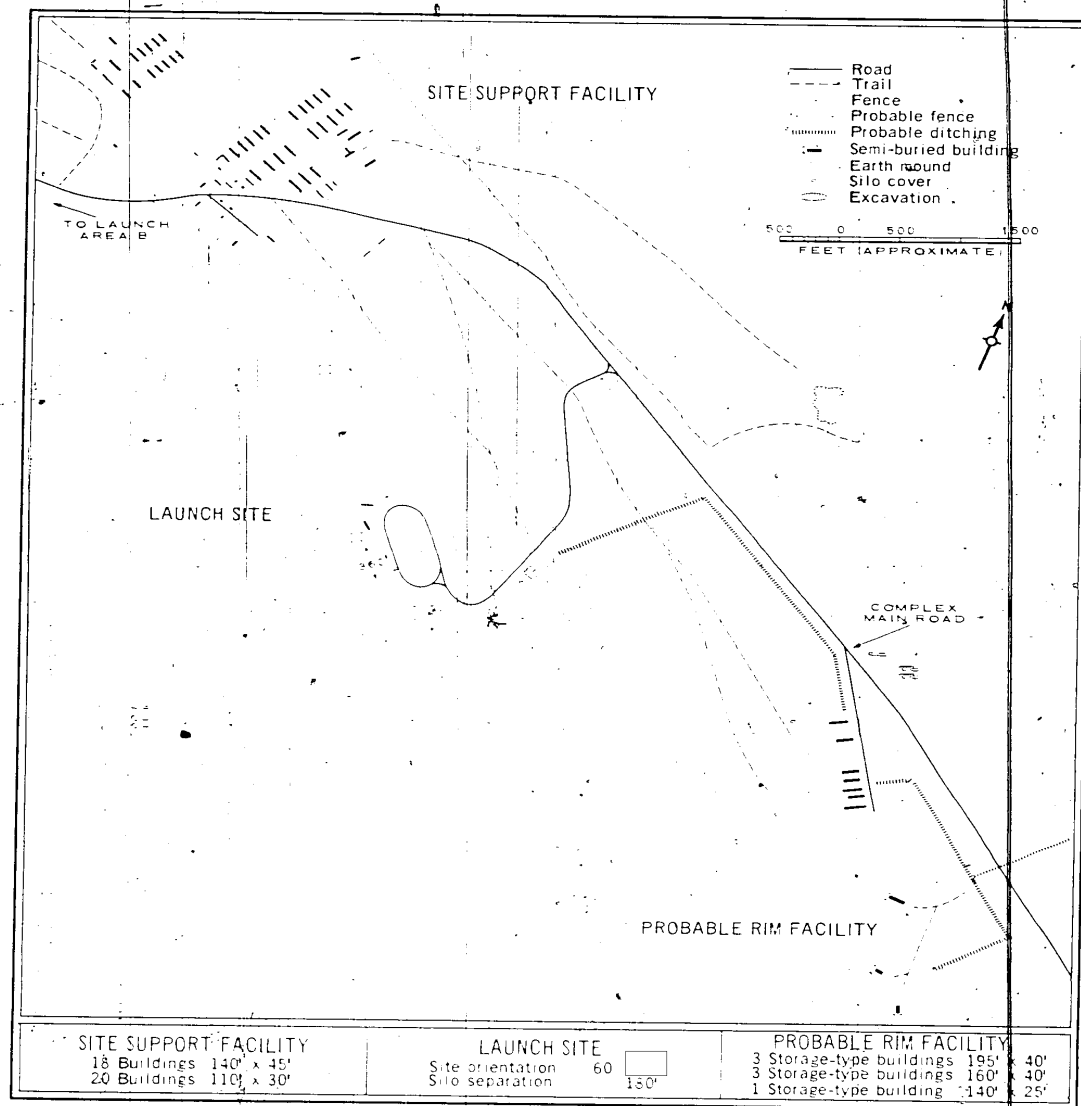 SITE SUPPORT FACILITY
Road
Trail
Fence
Probable fence
Probable ditching
Semi-buried building
Earth mound
Silo cover
Excavation
500 0 500 1500
FEET (APPROXIMATE)
N
TO LAUNCH
AREA B
LAUNCH SITE
COMPLEX
MAIN ROAD
PROBABLE RIM FACILITY
SITE SUPPORT FACILITY
18 Buildings 140' x 45'
20 Buildings 110' x 30'
LAUNCH SITE
Site orientation 60
Silo separation 180'
PROBABLE RIM FACILITY
3 Storage-type buildings 195' x 40'
3 Storage-type buildings 160' x 40'
1 Storage-type building 140' x 25'